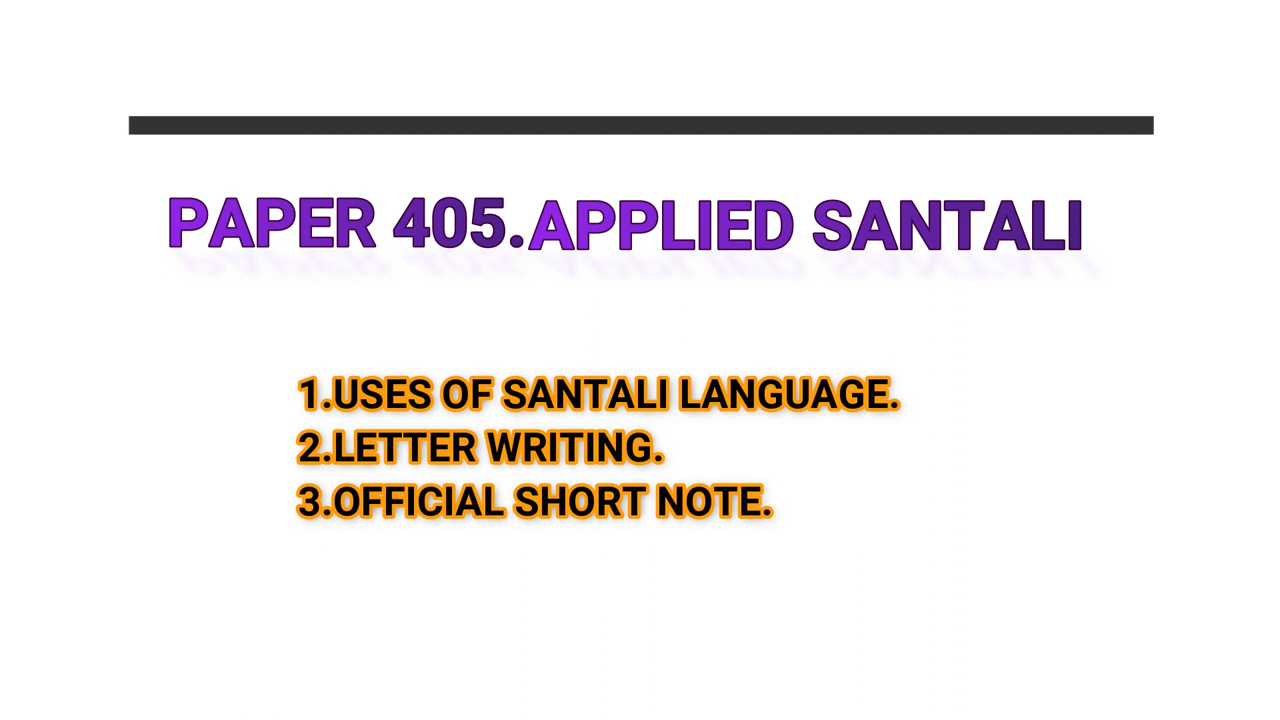 PAPER 405.APPLIED SANTALI
1.USES OF SANTALI LANGUAGE.
2.LETTER WRITING.
3.OFFICIAL SHORT NOTE.